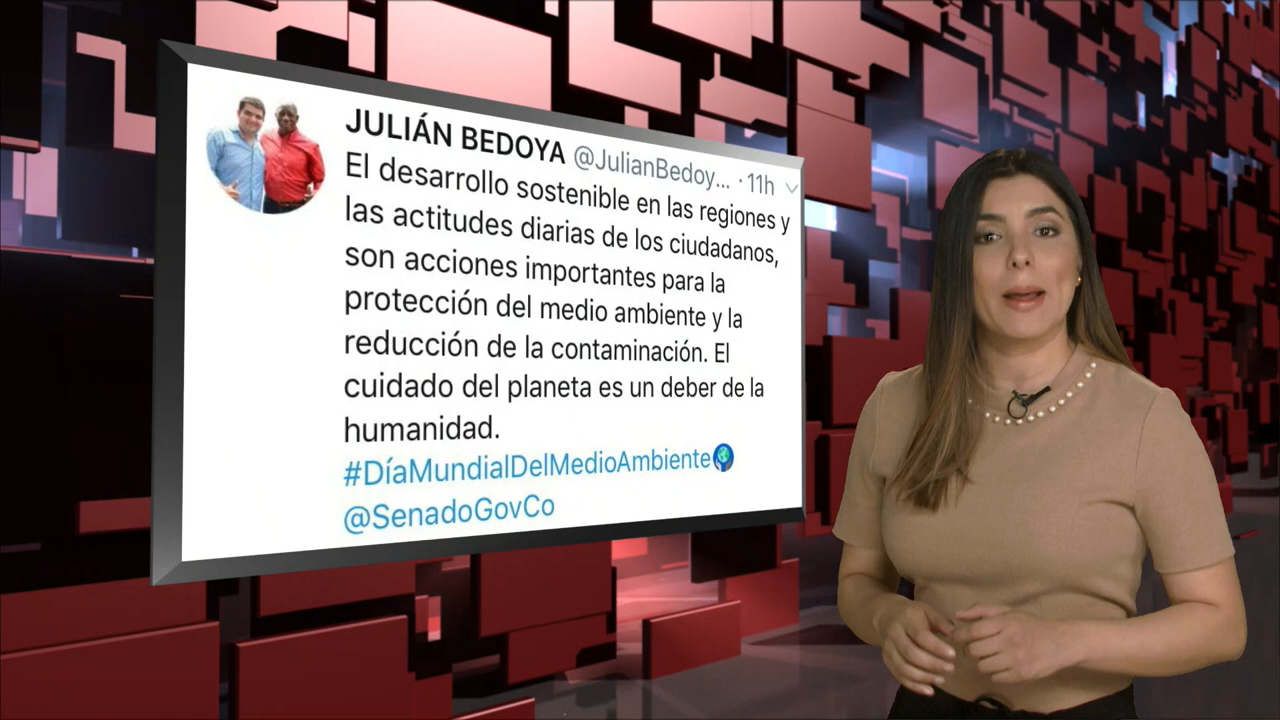 JULIÁN BEDOYA @JulianBedoy... · 11h
El desarrollo sostenible en las regiones y
las actitudes diarias de los ciudadanos,
son acciones importantes para la
protección del medio ambiente y la
reducción de la contaminación. El
cuidado del planeta es un deber de la
humanidad.
#DíaMundialDelMedioAmbiente
@SenadoGovCo